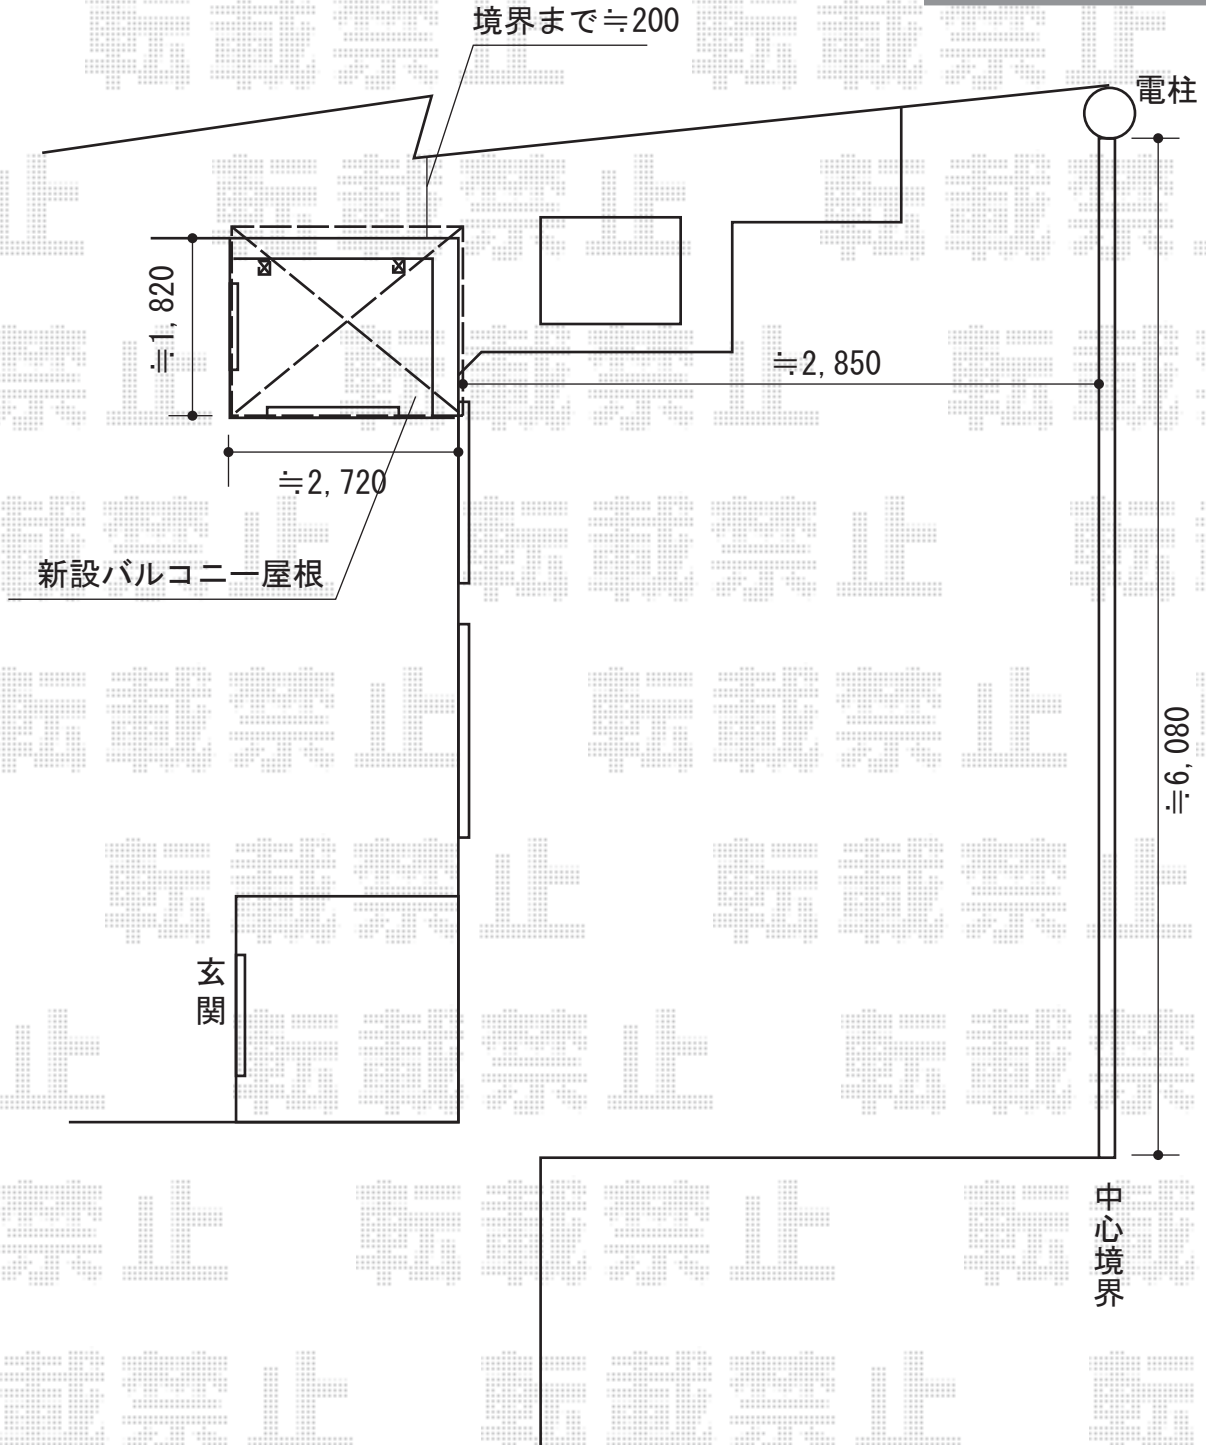 境界まで≒200
電柱
≒1,820
≒2,850
≒2,720
新設バルコニー屋根
≒6,080
玄関
中心境界
転載禁止